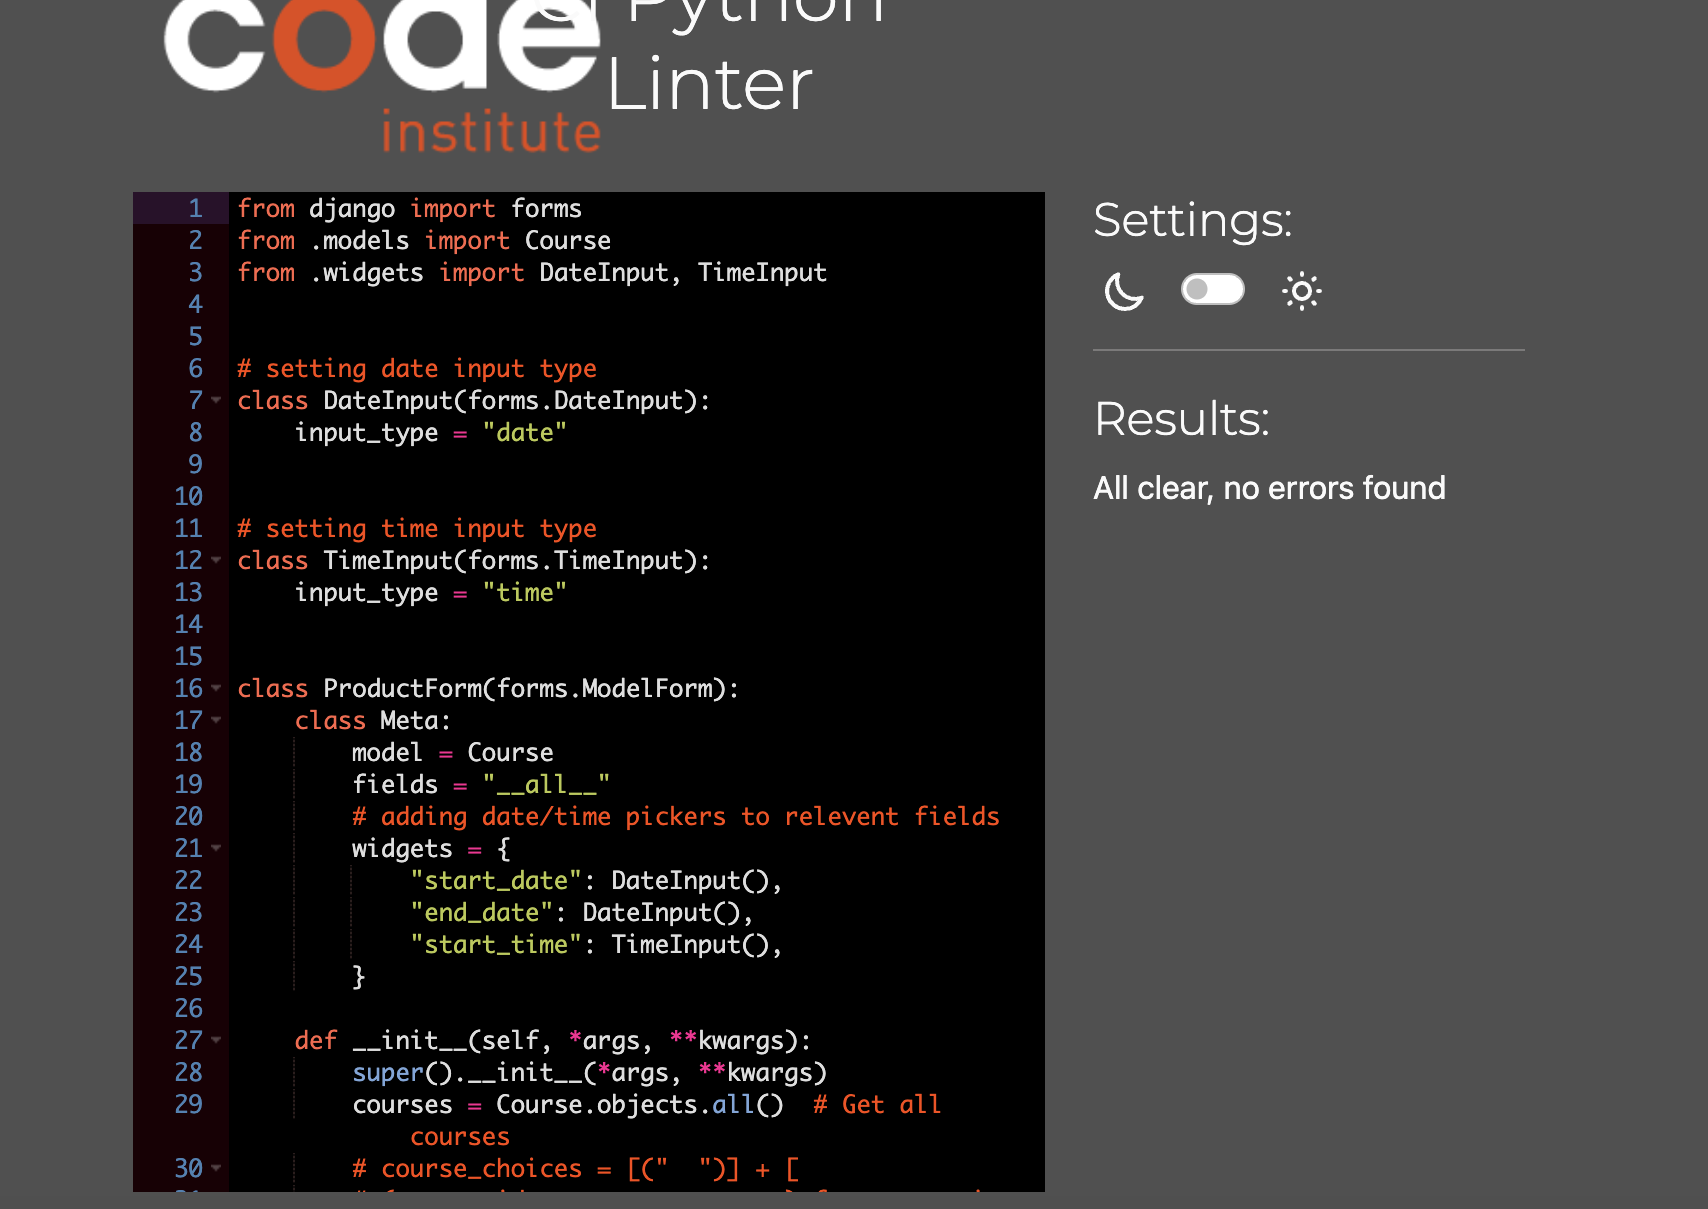 code
institute
Python
Linter
1 from django import forms
2 from .models import Course
3 from .widgets import DateInput, TimeInput
4
5
6 # setting date input type
7 class DateInput(forms.DateInput):
8 input_type = "date"
9
10
11 # setting time input type
12 class TimeInput(forms.TimeInput):
13 input_type = "time"
14
15
16 class ProductForm(forms.ModelForm):
17 class Meta:
18 model = Course
19 fields = "__all__"
20 # adding date/time pickers to relevent fields
21 widgets = {
22 "start_date": DateInput(),
23 "end_date": DateInput(),
24 "start_time": TimeInput(),
25 }
26
27 def __init__(self, *args, **kwargs):
28 super().__init__(*args, **kwargs)
29 courses = Course.objects.all()  # Get all
courses
30 # course_choices = [("  ")] + [
Settings:
Results:
All clear, no errors found